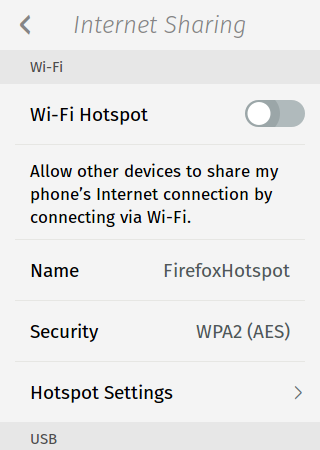 Internet Sharing
Wi-Fi
Wi-Fi Hotspot
Allow other devices to share my
phone’s Internet connection by
connecting via Wi-Fi.
Name FirefoxHotspot
Security WPA2 (AES)
Hotspot Settings
USB